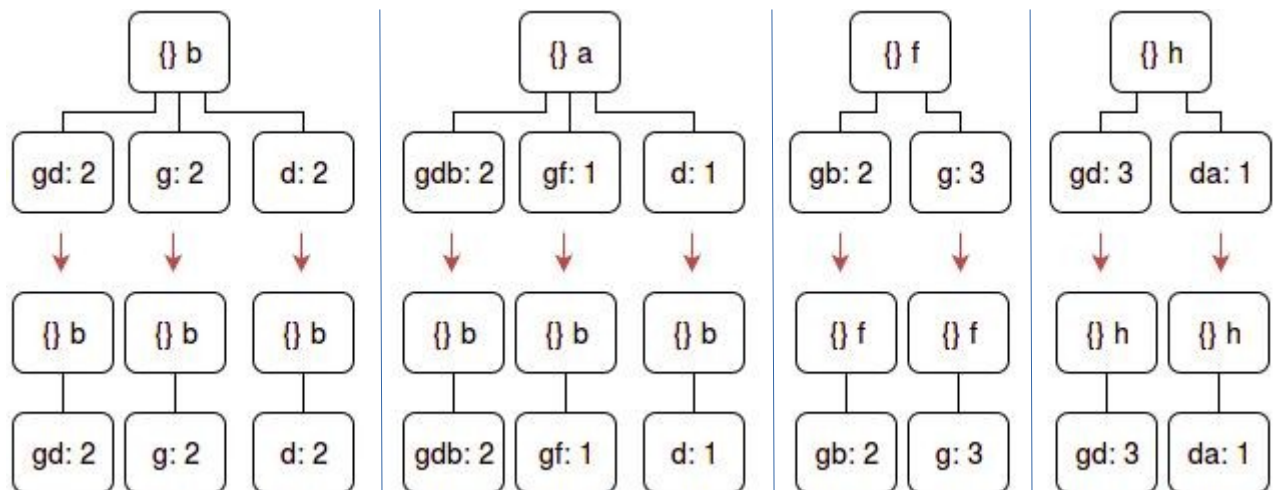 {} b
{} a
{} f
{} h
gd: 2
g: 2
d: 2
gdb: 2
gf: 1
d: 1
gb: 2
g: 3
gd: 3
da: 1
{} b
{} b
{} b
{} b
{} b
{} b
{} f
{} f
{} h
{} h
gd: 2
g: 2
d: 2
gdb: 2
gf: 1
d: 1
gb: 2
g: 3
gd: 3
da: 1